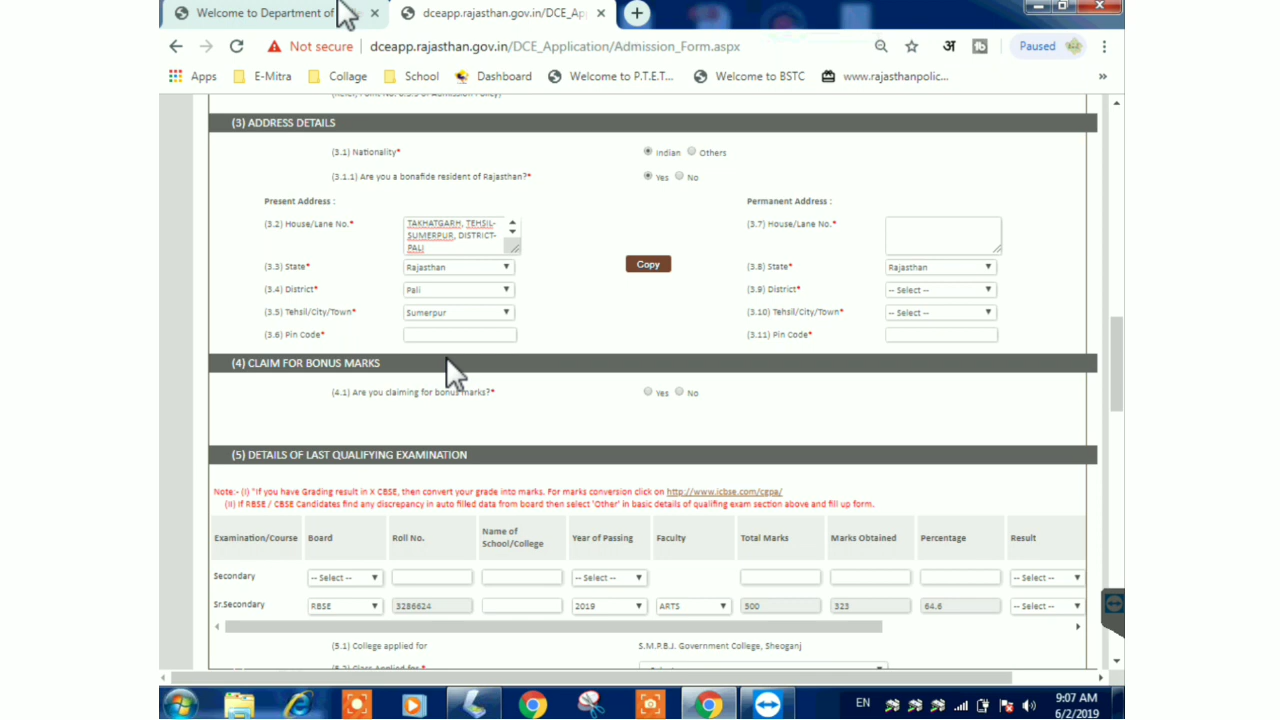 Welcome to Department of
dceapp.rajasthan.gov.in/DCE_Ap
Not secure
dceapp.rajasthan.gov.in/DCE_Application/Admission_Form.aspx
अ
Paused
Apps E-Mitra Collage School Dashboard Welcome to P.T.E.T... Welcome to BSTC www.rajasthanpolic... »
(3) ADDRESS DETAILS
(3.1) Nationality* Indian Others
(3.1.1) Are you a bonafide resident of Rajasthan?* Yes No
Present Address : Permanent Address :
(3.2) House/Lane No.* TAKHATGARH, TEHSIL- (3.7) House/Lane No.*
SUMERPUR, DISTRICT-
PALI
(3.3) State* Rajasthan Copy (3.8) State* Rajasthan
(3.4) District* Pali (3.9) District* -- Select --
(3.5) Tehsil/City/Town* Sumerpur (3.10) Tehsil/City/Town* -- Select --
(3.6) Pin Code* (3.11) Pin Code*
(4) CLAIM FOR BONUS MARKS
(4.1) Are you claiming for bonus marks?* Yes No
(5) DETAILS OF LAST QUALIFYING EXAMINATION
Note:- (I) "If you have Grading result in X CBSE, then convert your grade into marks. For marks conversion click on http://www.icbse.com/cgpa/
(II) If RBSE / CBSE Candidates find any discrepancy in auto filled data from board then select 'Other' in basic details of qualifing exam section above and fill up form.
Examination/Course Board Roll No. Name of School/College Year of Passing Faculty Total Marks Marks Obtained Percentage Result
Secondary -- Select -- -- Select -- -- Select --
Sr.Secondary RBSE 3286624 2019 ARTS 500 323 64.6 -- Select --
(5.1) College applied for S.M.P.B.J. Government College, Sheoganj
EN 9:07 AM
6/2/2019